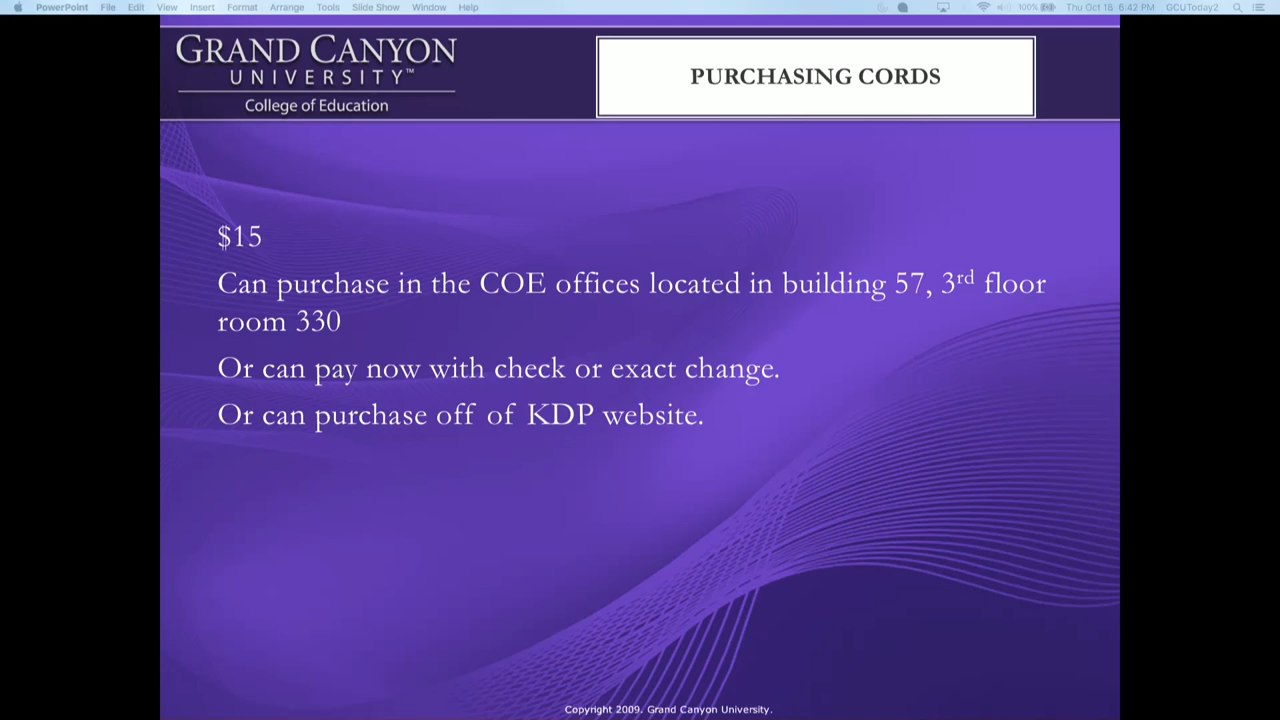 PowerPoint File Edit View Insert Format Arrange Tools Slide Show Window Help 100% Thu Oct 18 6:42 PM GCUToday2
GRAND CANYON
UNIVERSITY™
College of Education
PURCHASING CORDS
$15
Can purchase in the COE offices located in building 57, 3rd floor
room 330
Or can pay now with check or exact change.
Or can purchase off of KDP website.
Copyright 2009. Grand Canyon University.